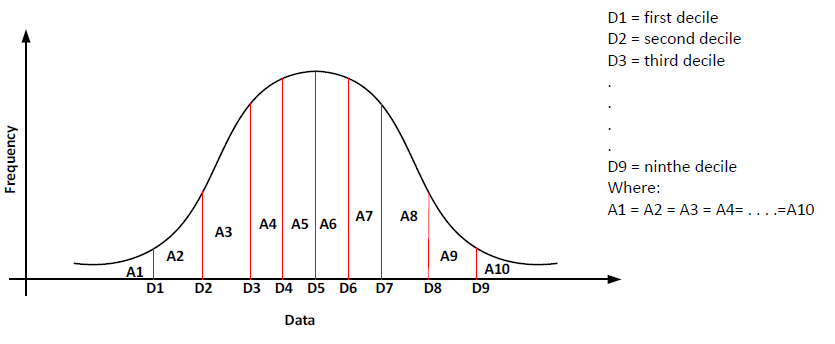 D1 = first decile
D2 = second decile
D3 = third decile
.
.
.
.
D9 = ninthe decile
Where:
A1 = A2 = A3 = A4= . . . .=A10
Frequency
A1 A2 A3 A4 A5 A6 A7 A8 A9 A10
D1 D2 D3 D4 D5 D6 D7 D8 D9
Data